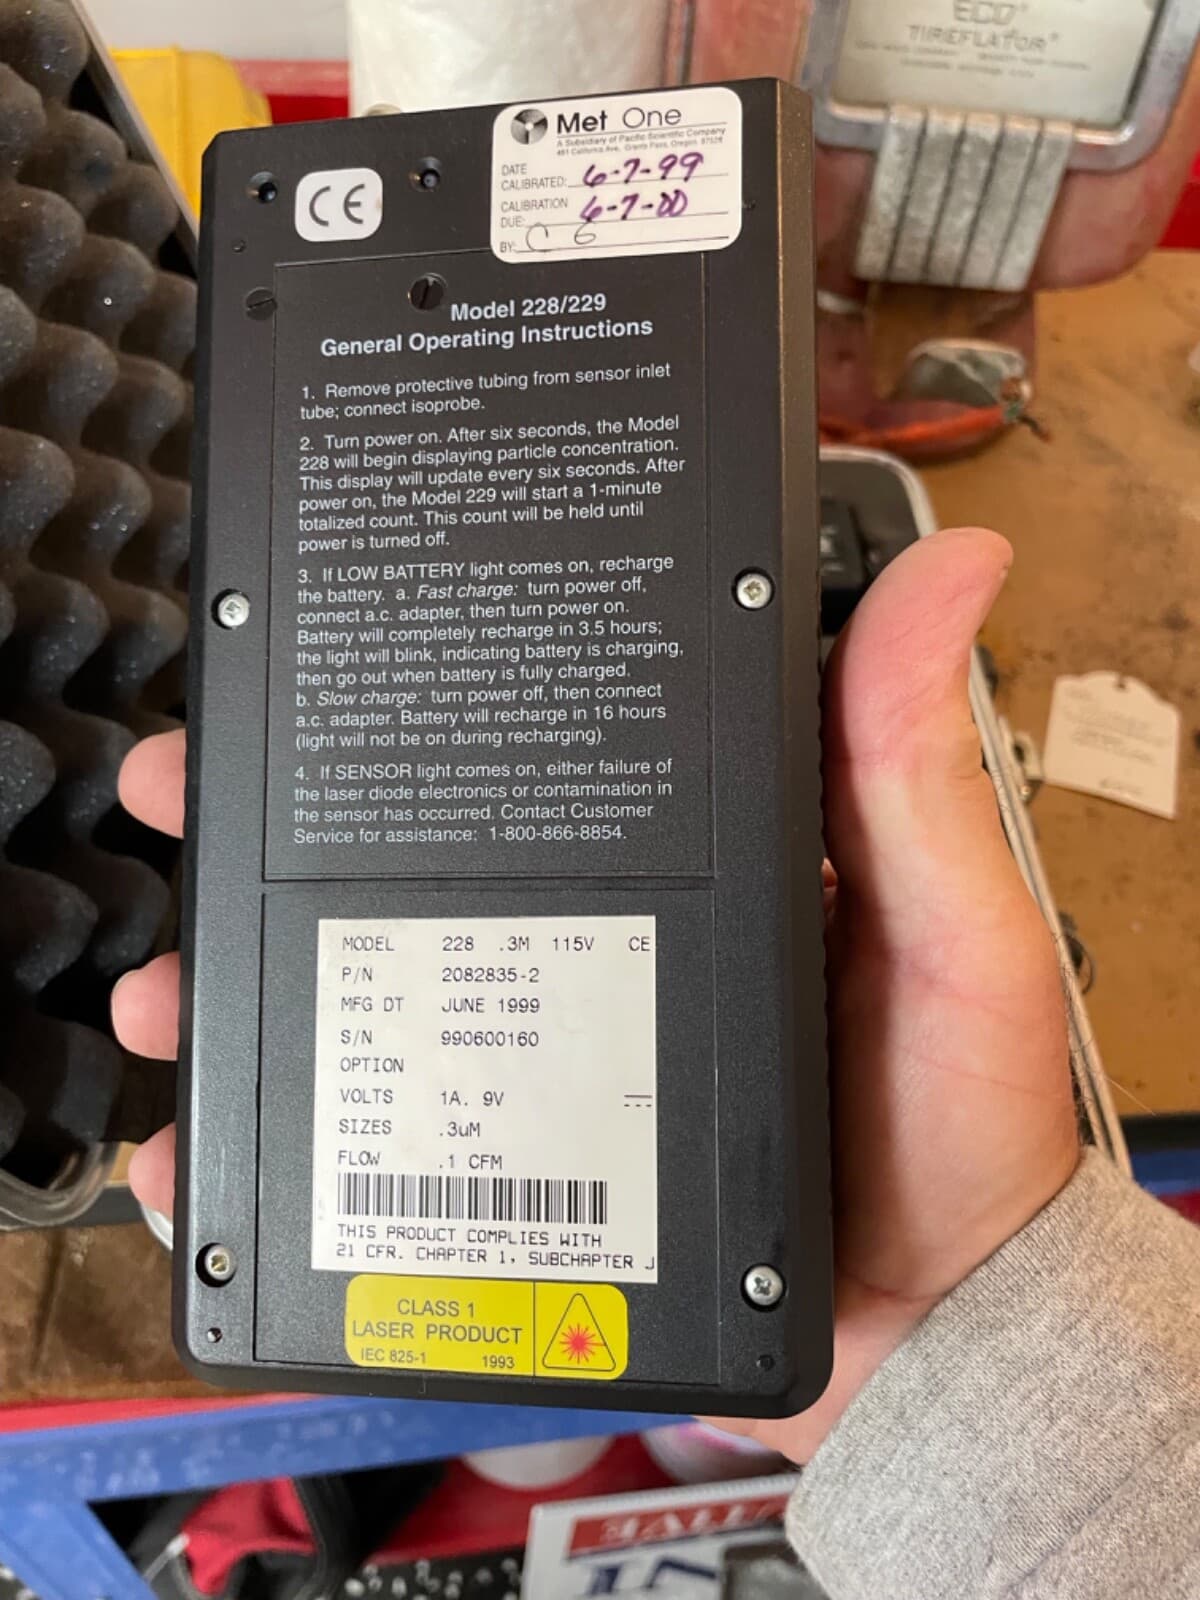 ECO®
TIREFLATOR®
Met One
A Subsidiary of Pacific Scientific Company
481 California Ave, Grants Pass, Oregon 97526
DATE
CALIBRATED: 6-7-99
CALIBRATION
DUE: 6-7-00
BY: C 6
CE
Model 228/229
General Operating Instructions
1. Remove protective tubing from sensor inlet
tube; connect isoprobe.
2. Turn power on. After six seconds, the Model
228 will begin displaying particle concentration.
This display will update every six seconds. After
power on, the Model 229 will start a 1-minute
totalized count. This count will be held until
power is turned off.
3. If LOW BATTERY light comes on, recharge
the battery. a. Fast charge: turn power off,
connect a.c. adapter, then turn power on.
Battery will completely recharge in 3.5 hours;
the light will blink, indicating battery is charging,
then go out when battery is fully charged.
b. Slow charge: turn power off, then connect
a.c. adapter. Battery will recharge in 16 hours
(light will not be on during recharging).
4. If SENSOR light comes on, either failure of
the laser diode electronics or contamination in
the sensor has occurred. Contact Customer
Service for assistance: 1-800-866-8854.
MODEL 228 .3M 115V CE
P/N 2082835-2
MFG DT JUNE 1999
S/N 990600160
OPTION
VOLTS 1A. 9V
SIZES .3uM
FLOW .1 CFM
THIS PRODUCT COMPLIES WITH
21 CFR. CHAPTER 1, SUBCHAPTER J
CLASS 1
LASER PRODUCT
IEC 825-1 1993